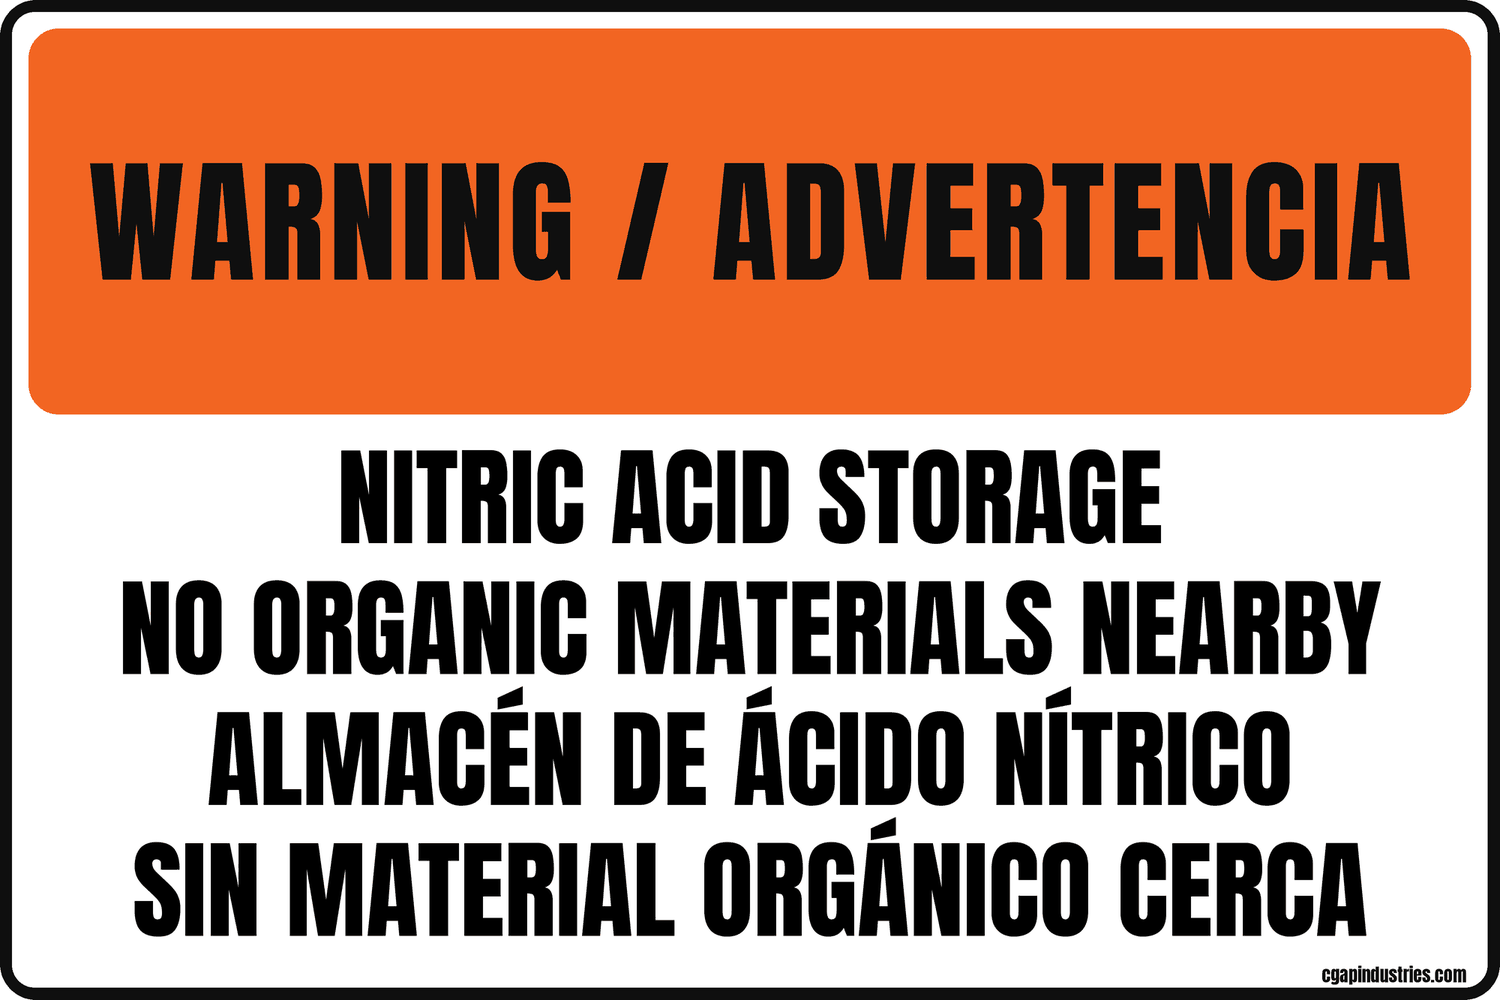 WARNING / ADVERTENCIA
NITRIC ACID STORAGE
NO ORGANIC MATERIALS NEARBY
ALMACÉN DE ÁCIDO NÍTRICO
SIN MATERIAL ORGÁNICO CERCA
cgapindustries.com